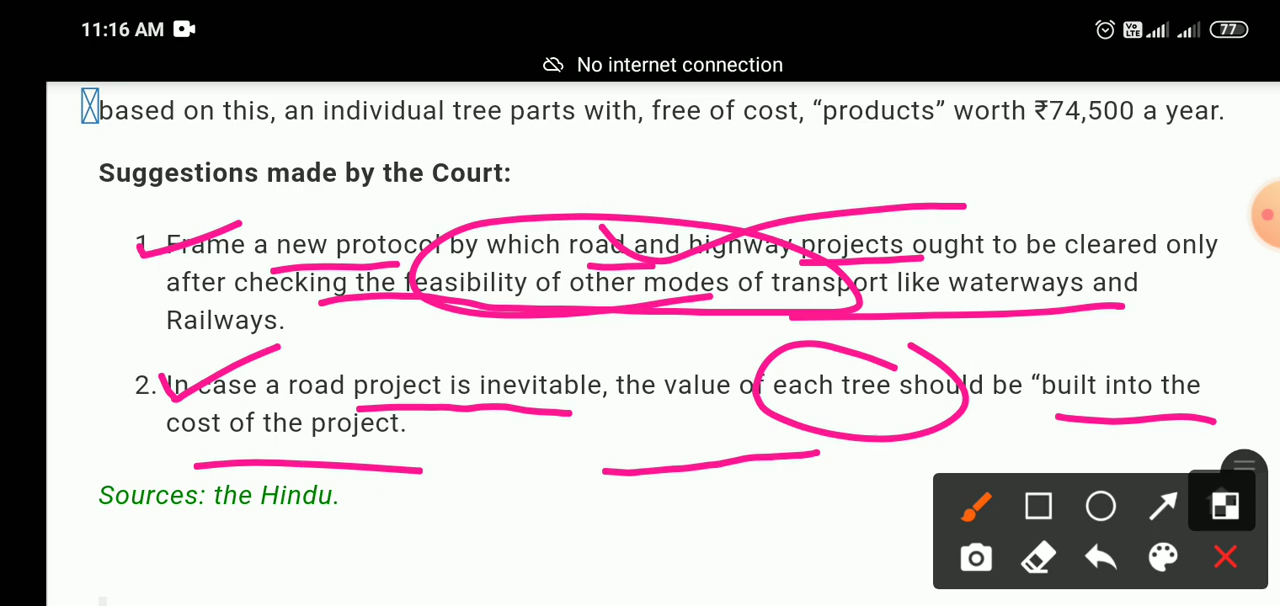 11:16 AM
Vo LTE
77
No internet connection
based on this, an individual tree parts with, free of cost, “products” worth ₹74,500 a year.
Suggestions made by the Court:
1. Frame a new protocol by which road and highway projects ought to be cleared only
after checking the feasibility of other modes of transport like waterways and
Railways.
2. In case a road project is inevitable, the value of each tree should be “built into the
cost of the project.
Sources: the Hindu.